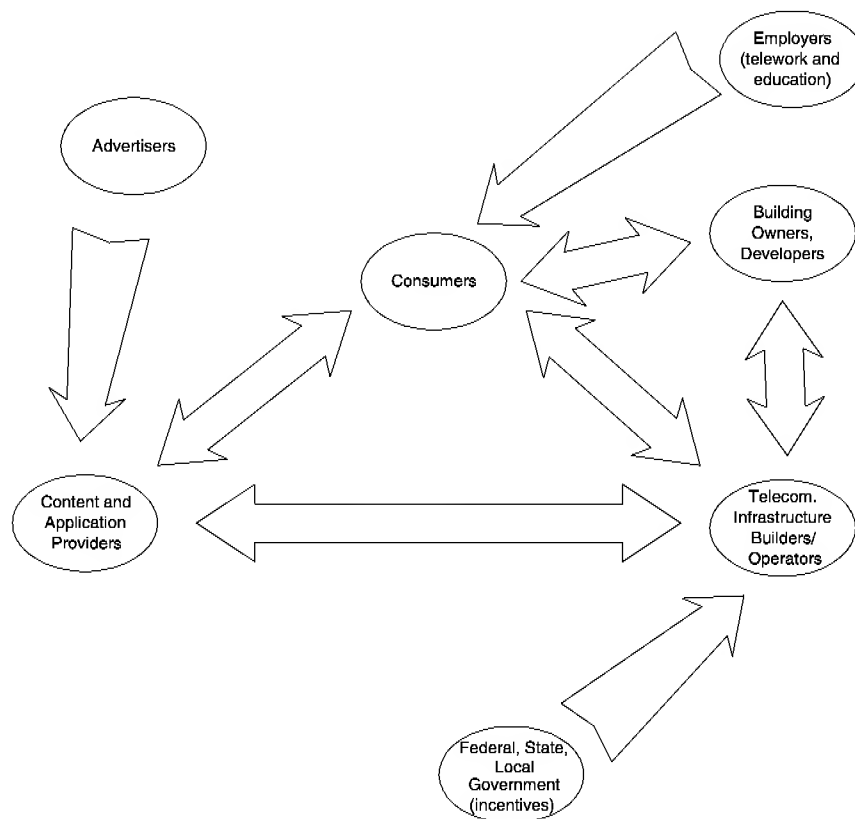 Employers
(telework and
education)
Advertisers
Building
Owners,
Developers
Consumers
Content and
Application
Providers
Telecom.
Infrastructure
Builders/
Operators
Federal, State,
Local
Government
(incentives)